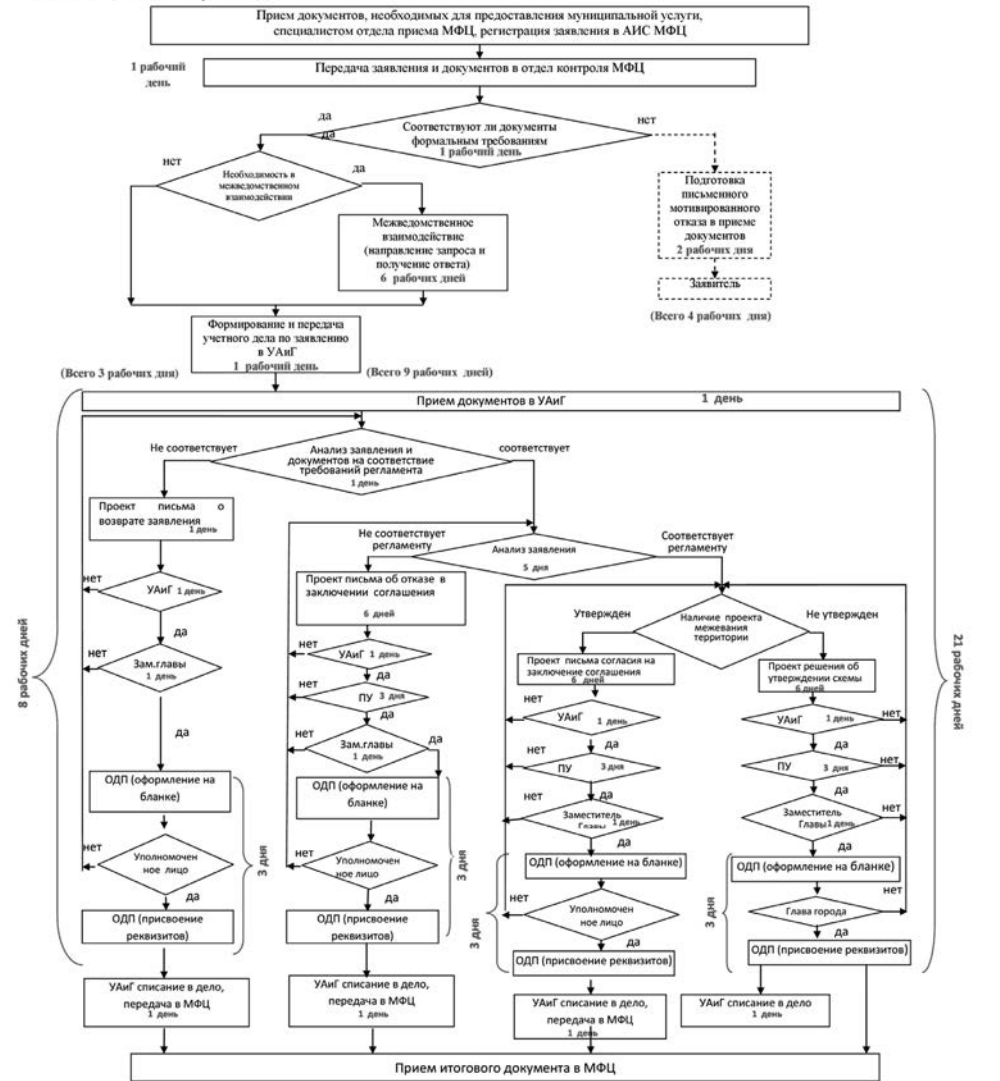 Прием документов, необходимых для предоставления муниципальной услуги,
специалистом отдела приема МФЦ, регистрация заявления в АИС МФЦ
1 рабочий
день
Передача заявления и документов в отдел контроля МФЦ
да
да
нет
Соответствуют ли документы
формальным требованиям
1 рабочий день
нет
да
Необходимость в
межведомственном
взаимодействии
Подготовка
письменного
мотивированного
отказа в приеме
документов
2 рабочих дня
Межведомственное
взаимодействие
(направление запроса и
получение ответа)
6 рабочих дней
Заявитель
(Всего 4 рабочих дня)
Формирование и передача
учетного дела по заявлению
в УАиГ
1 рабочий день
(Всего 3 рабочих дня)
(Всего 9 рабочих дней)
Прием документов в УАиГ 1 день
Не соответствует
соответствует
Анализ заявления и
документов на соответствие
требований регламента
1 день
Проект письма о
возврате заявления
1 день
Не соответствует
регламенту
Соответствует
регламенту
Анализ заявления
5 дня
нет
УАиГ 1 день
да
Проект письма об отказе в
заключении соглашения
6 дней
Утвержден
Не утвержден
Наличие проекта
межевания
территории
нет
УАиГ 1 день
да
нет
Зам.главы
1 день
да
нет
ПУ 3 дня
да
нет
Зам.главы
1 день
да
Проект письма согласия на
заключение соглашения
6 дней
Проект решения об
утверждении схемы
6 дней
нет
УАиГ 1 день
да
УАиГ 1 день
нет
да
нет
ПУ 3 дня
да
ПУ 3 дня
нет
да
нет
Заместитель
Главы 1 день
да
Заместитель
Главы 1 день
нет
да
8 рабочих дней
21 рабочих дней
ОДП (оформление на
бланке)
нет
Уполномочен
ное лицо
да
ОДП (присвоение
реквизитов)
3 дня
ОДП (оформление на
бланке)
нет
Уполномочен
ное лицо
да
ОДП (присвоение
реквизитов)
3 дня
ОДП (оформление на бланке)
нет
Уполномочен
ное лицо
да
ОДП (присвоение реквизитов)
3 дня
ОДП (оформление на бланке)
нет
Глава города
да
ОДП (присвоение реквизитов)
3 дня
УАиГ списание в дело,
передача в МФЦ
1 день
УАиГ списание в дело,
передача в МФЦ
1 день
УАиГ списание в дело,
передача в МФЦ
1 день
УАиГ списание в дело
1 день
Прием итогового документа в МФЦ